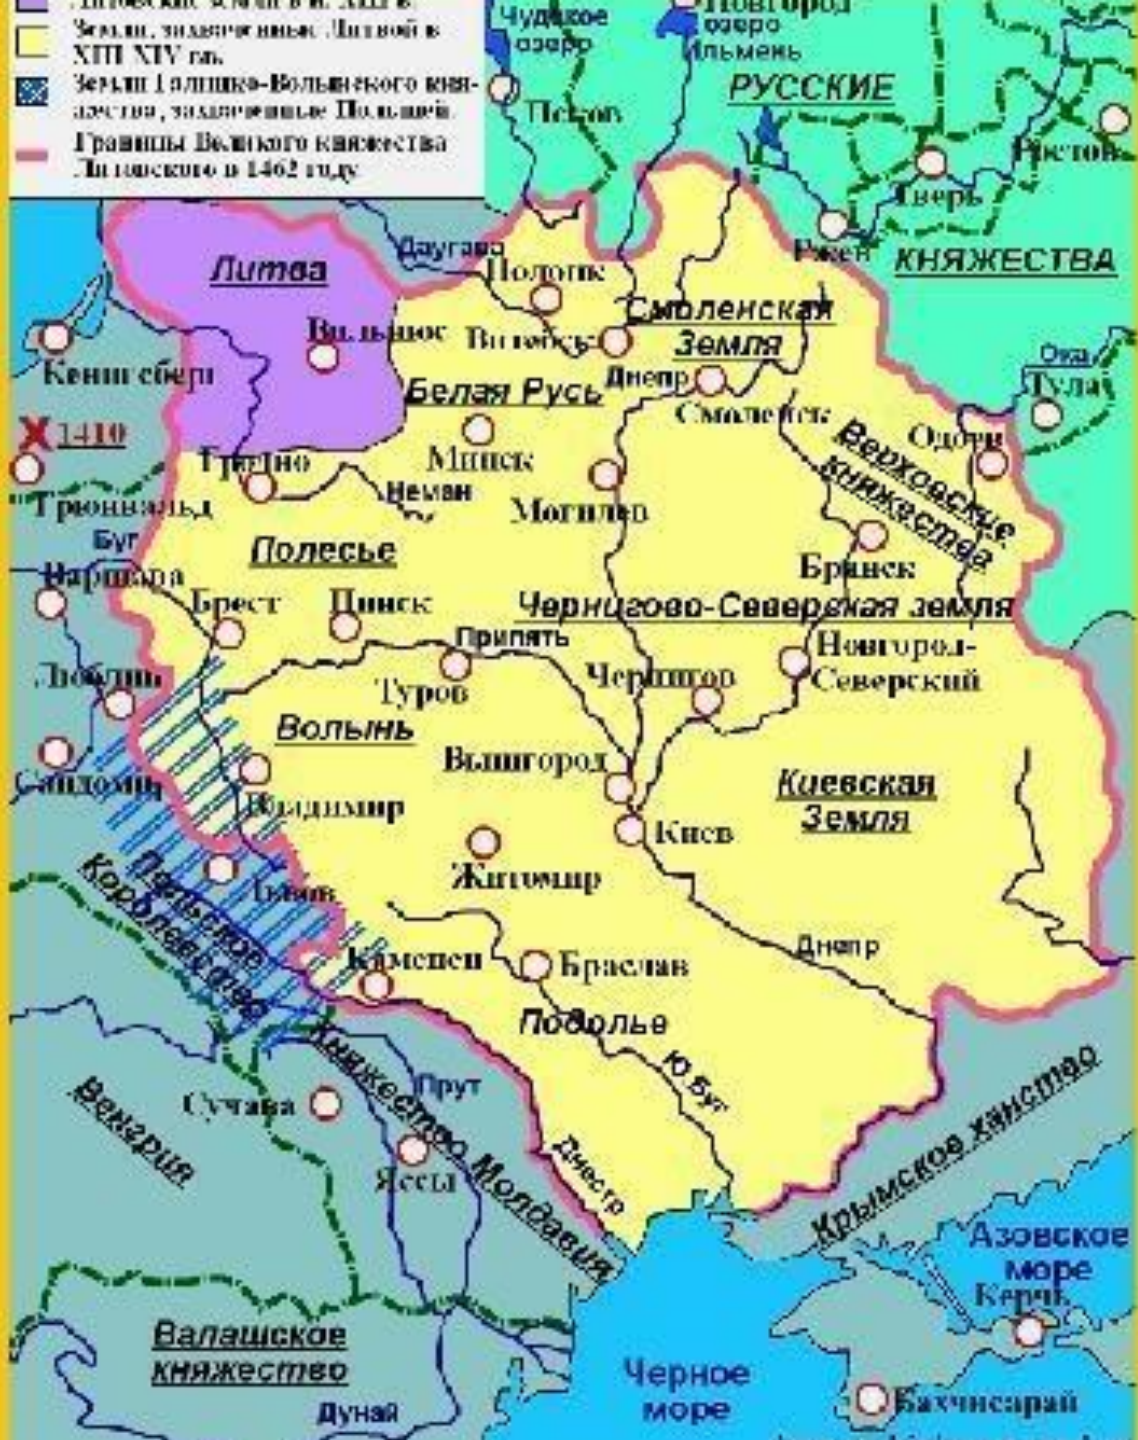 Земли, захваченные Литвой в
XIII-XIV вв.
Земли Галицко-Волынского кня-
жества, захваченные Польшей
Границы Великого княжества
Литовского в 1462 году
Чудское
озеро
Новгород
озеро
Ильмень
Псков
РУССКИЕ
Ростов
Тверь
Ржев
КНЯЖЕСТВА
Даугава
Литва
Полоцк
Смоленская
Земля
Вильнюс
Витебск
Кенигсберг
Днепр
Ока
Тула
Белая Русь
Смоленск
1410
Гродно
Минск
Верховские
княжества
Одоев
Неман
Грюнвальд
Могилев
Буг
Полесье
Брянск
Варшава
Брест
Пинск
Чернигово-Северская земля
Припять
Новгород-
Северский
Люблин
Туров
Чернигов
Волынь
Вышгород
Сандомир
Киевская
Земля
Владимир
Киев
Житомир
Львов
Польское
Королевство
Каменец
Браслав
Днепр
Подолье
Ю.Буг
Княжество Молдавия
Прут
Сучава
Венгрия
Яссы
Днестр
Крымское ханство
Азовское
море
Керчь
Валашское
княжество
Черное
море
Дунай
Бахчисарай